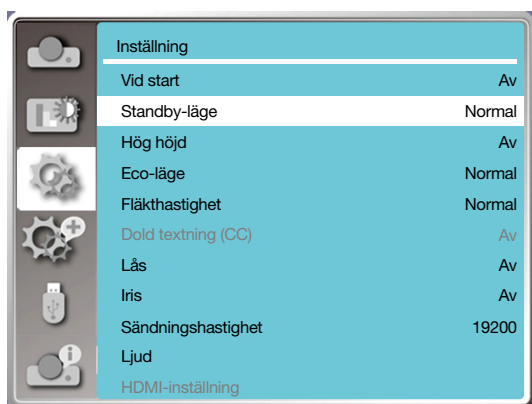 Inställning
Vid start Av
Standby-läge Normal
Hög höjd Av
Eco-läge Normal
Fläkthastighet Normal
Dold textning (CC) Av
Lås Av
Iris Av
Sändningshastighet 19200
Ljud
HDMI-inställning